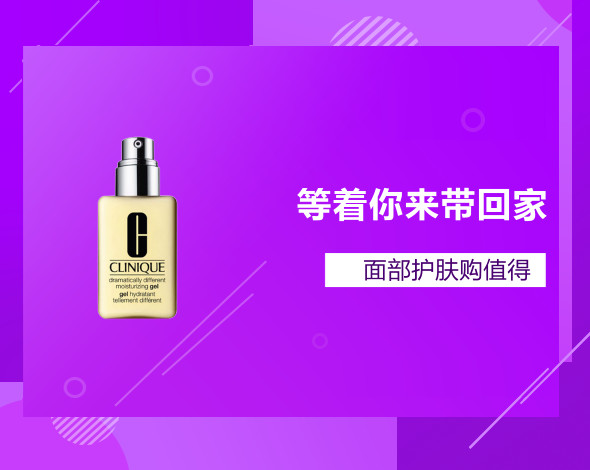 等着你来带回家
面部护肤购值得
CLINIQUE
dramatically different
moisturizing gel
gel hydratant
tellement different